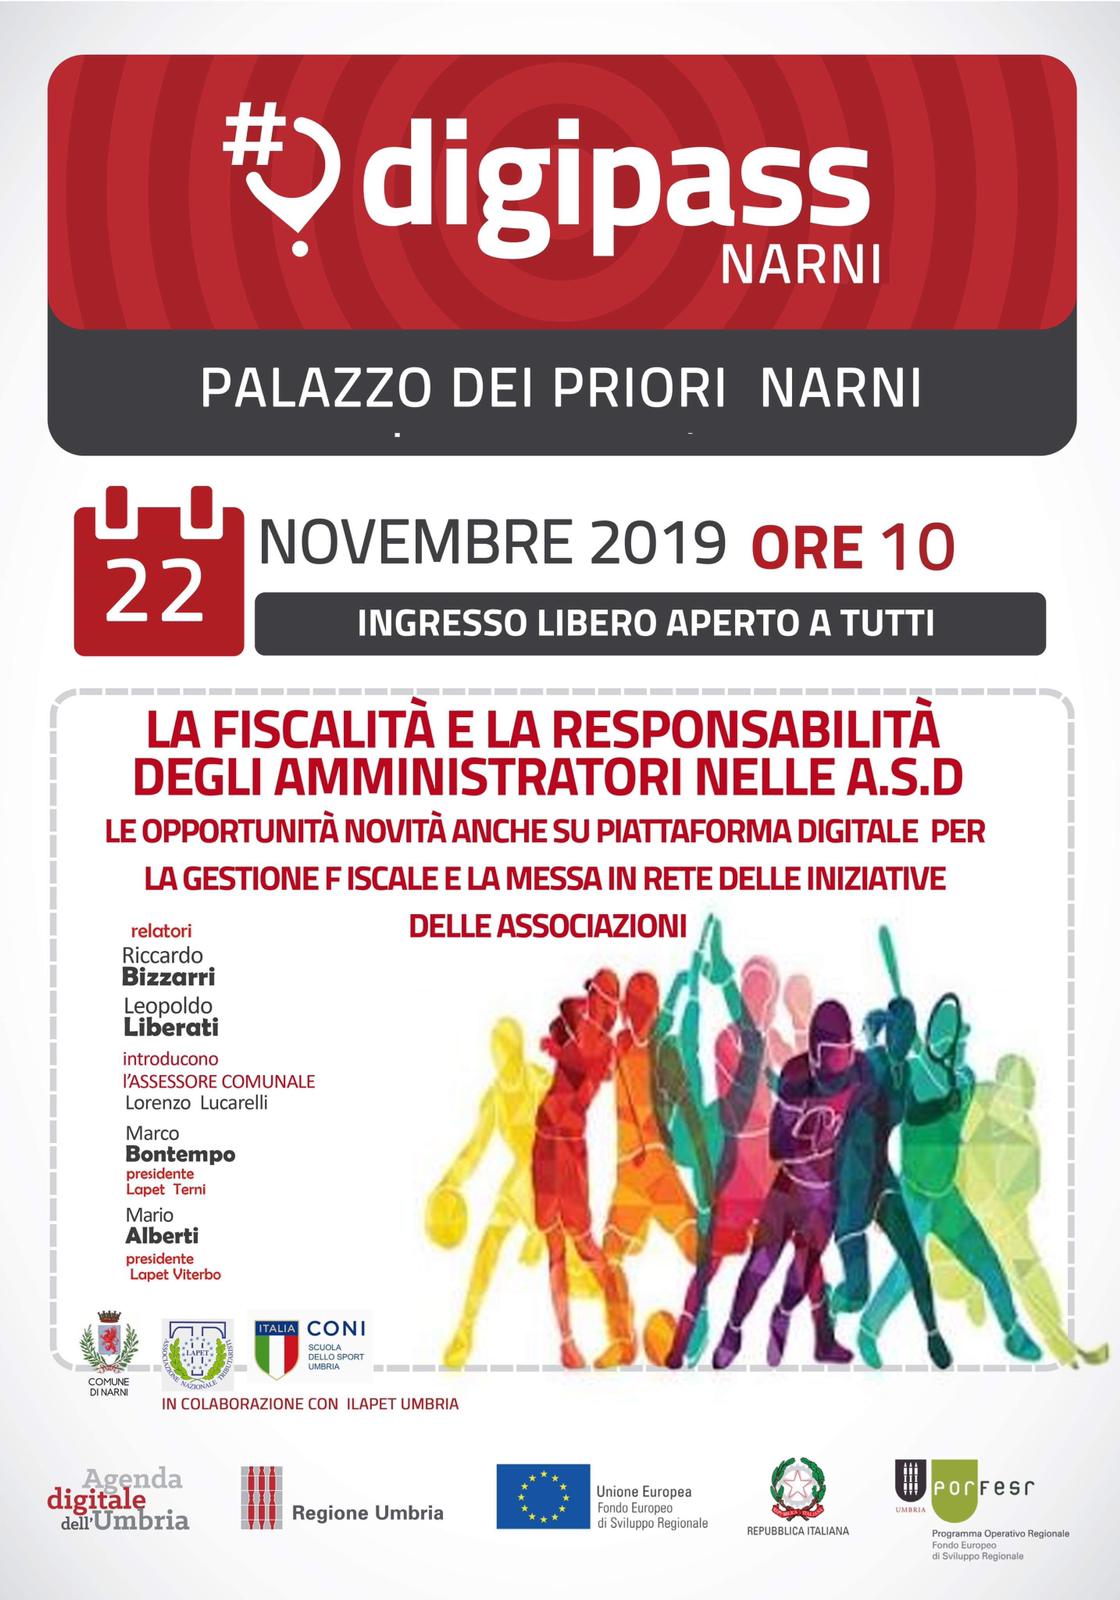 #digipass
NARNI
PALAZZO DEI PRIORI NARNI
22
NOVEMBRE 2019 ORE 10
INGRESSO LIBERO APERTO A TUTTI
LA FISCALITÀ E LA RESPONSABILITÀ
DEGLI AMMINISTRATORI NELLE A.S.D
LE OPPORTUNITÀ NOVITÀ ANCHE SU PIATTAFORMA DIGITALE PER
LA GESTIONE F ISCALE E LA MESSA IN RETE DELLE INIZIATIVE
DELLE ASSOCIAZIONI
relatori
Riccardo
Bizzarri
Leopoldo
Liberati
introducono
l'ASSESSORE COMUNALE
Lorenzo Lucarelli
Marco
Bontempo
presidente
Lapet Terni
Mario
Alberti
presidente
Lapet Viterbo
COMUNE
DI NARNI
LAPET
ASSOCIAZIONE NAZIONALE TRIBUTARISTI
ITALIA
CONI
SCUOLA
DELLO SPORT
UMBRIA
IN COLABORAZIONE CON ILAPET UMBRIA
Agenda
digitale
dell'Umbria
Regione Umbria
Unione Europea
Fondo Europeo
di Sviluppo Regionale
REPUBBLICA ITALIANA
UMBRIA
porfesr
Programma Operativo Regionale
Fondo Europeo
di Sviluppo Regionale